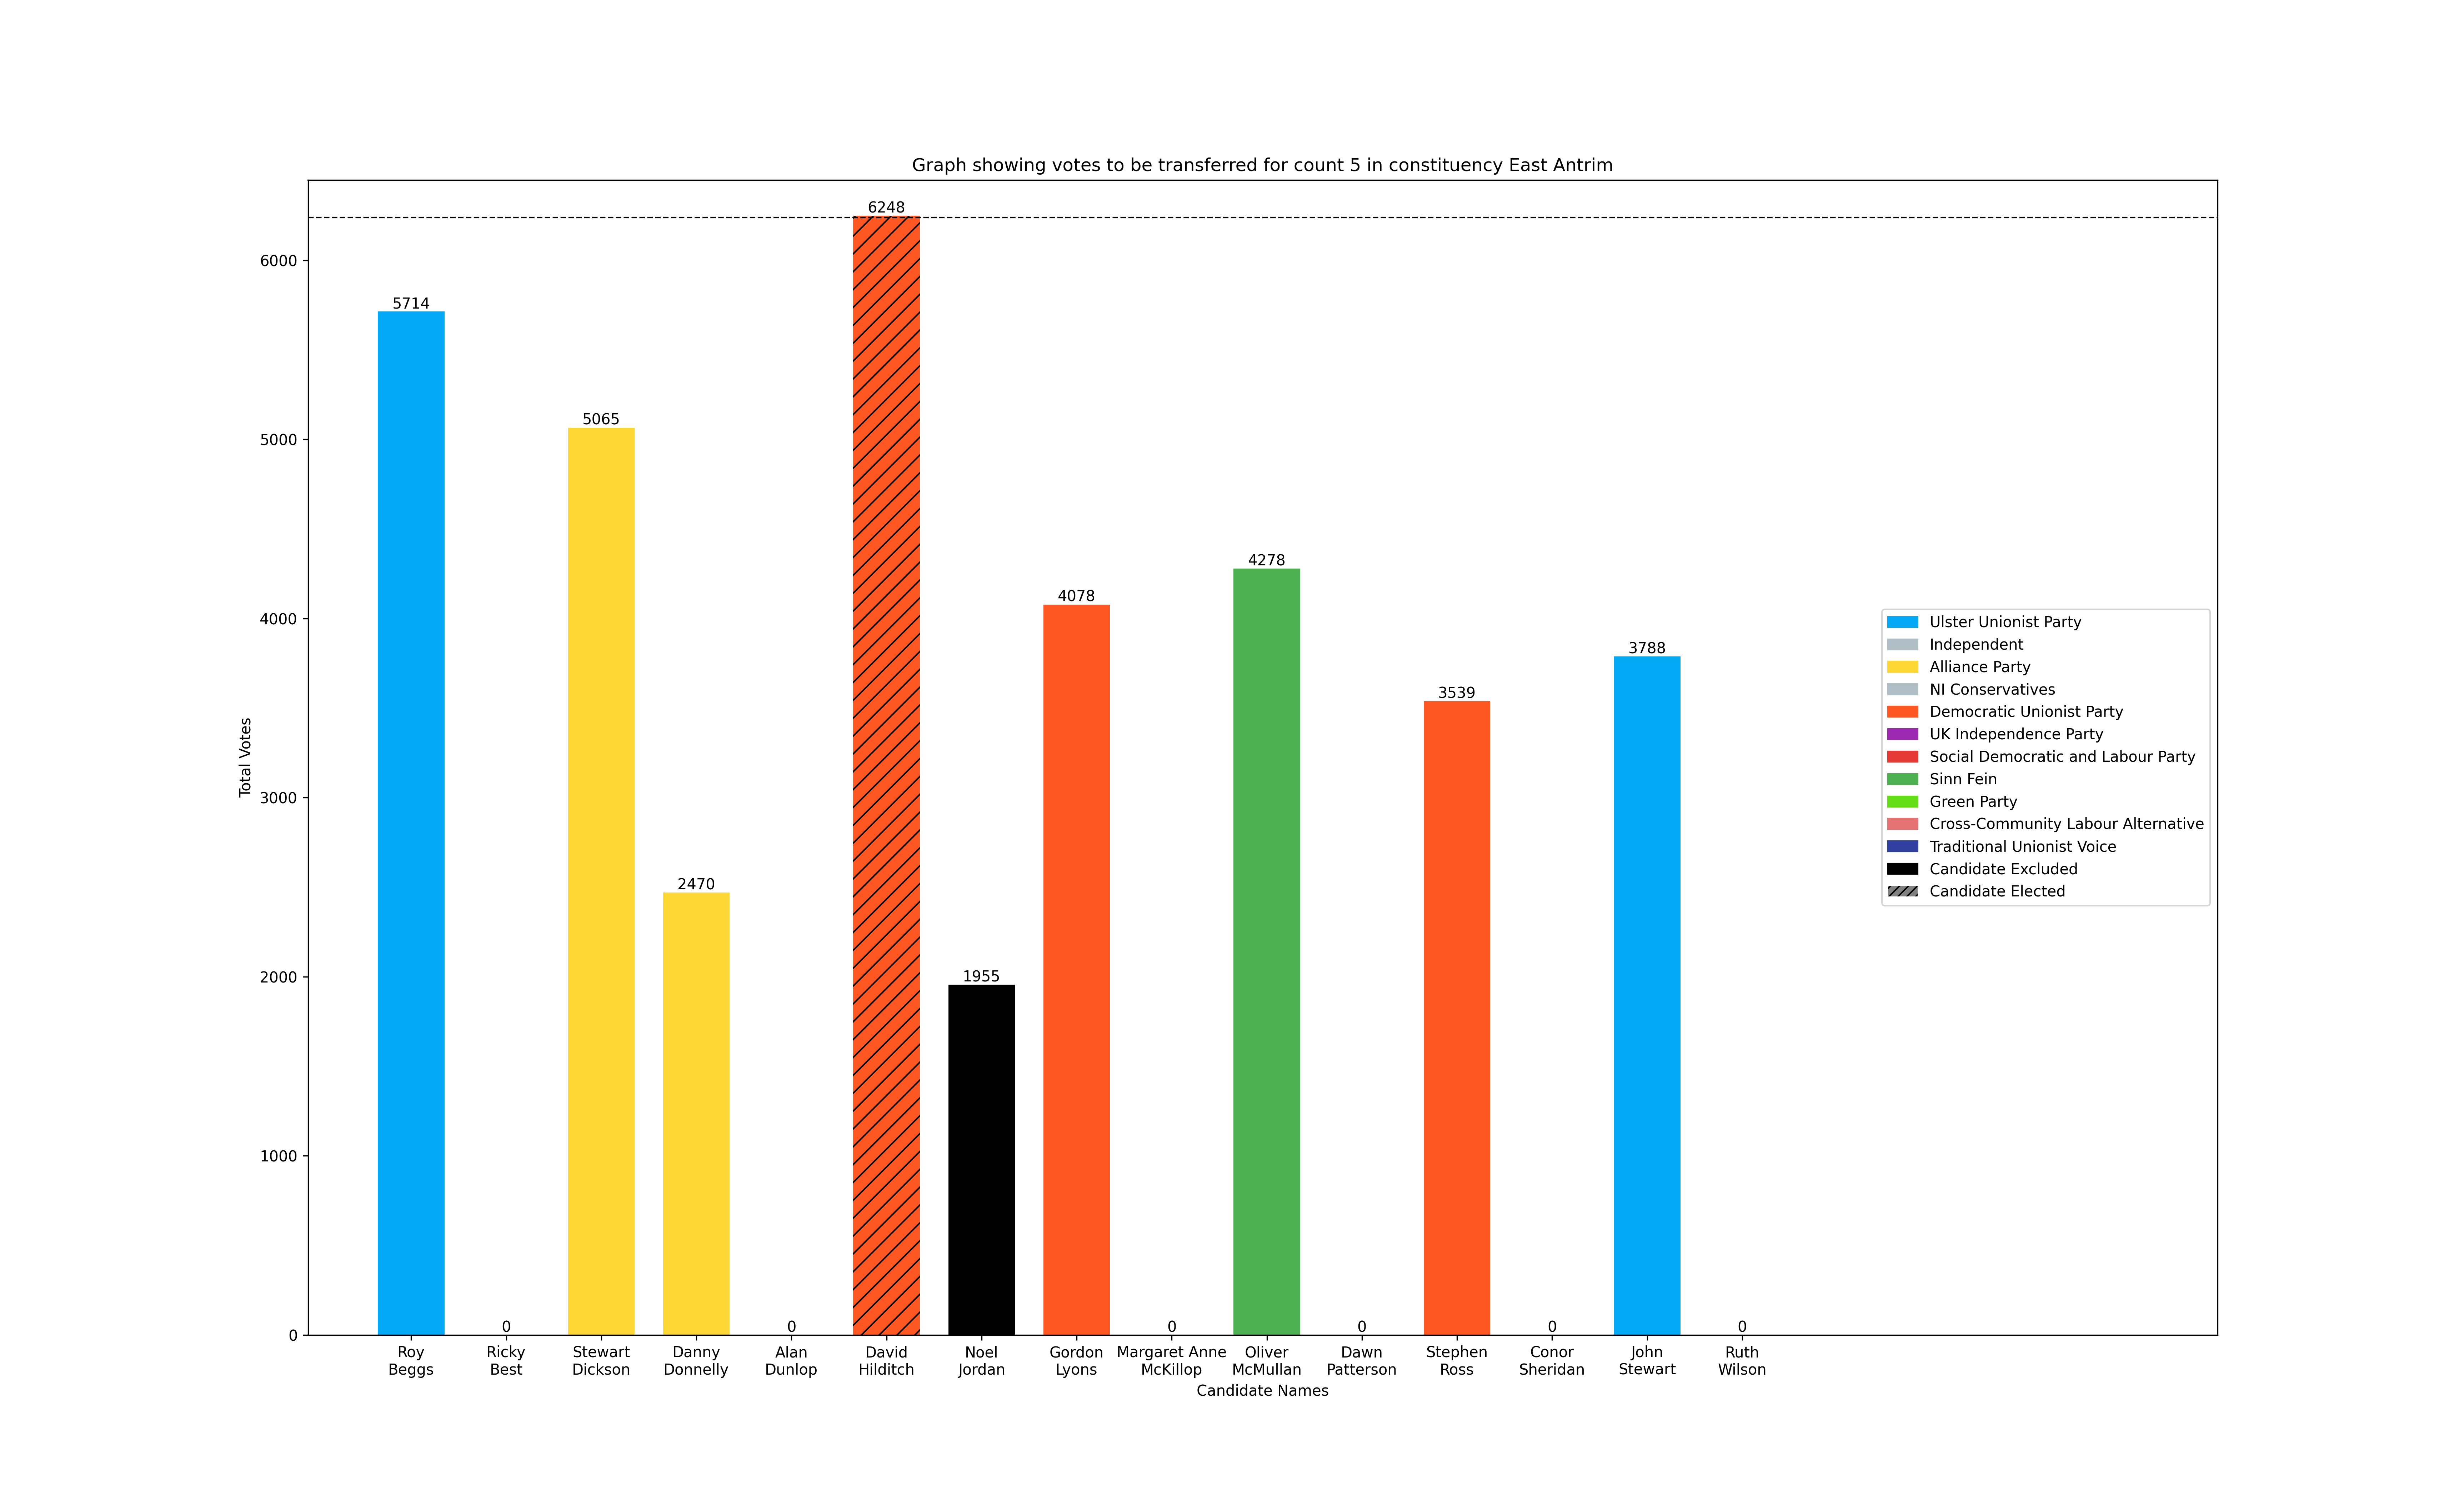 Graph showing votes to be transferred for count 5 in constituency East Antrim
Total Votes
6000
5000
4000
3000
2000
1000
0
5714
0
5065
2470
0
6248
1955
4078
0
4278
0
3539
0
3788
0
Roy
Beggs
Ricky
Best
Stewart
Dickson
Danny
Donnelly
Alan
Dunlop
David
Hilditch
Noel
Jordan
Gordon
Lyons
Margaret Anne
McKillop
Oliver
McMullan
Dawn
Patterson
Stephen
Ross
Conor
Sheridan
John
Stewart
Ruth
Wilson
Candidate Names
Ulster Unionist Party
Independent
Alliance Party
NI Conservatives
Democratic Unionist Party
UK Independence Party
Social Democratic and Labour Party
Sinn Fein
Green Party
Cross-Community Labour Alternative
Traditional Unionist Voice
Candidate Excluded
Candidate Elected